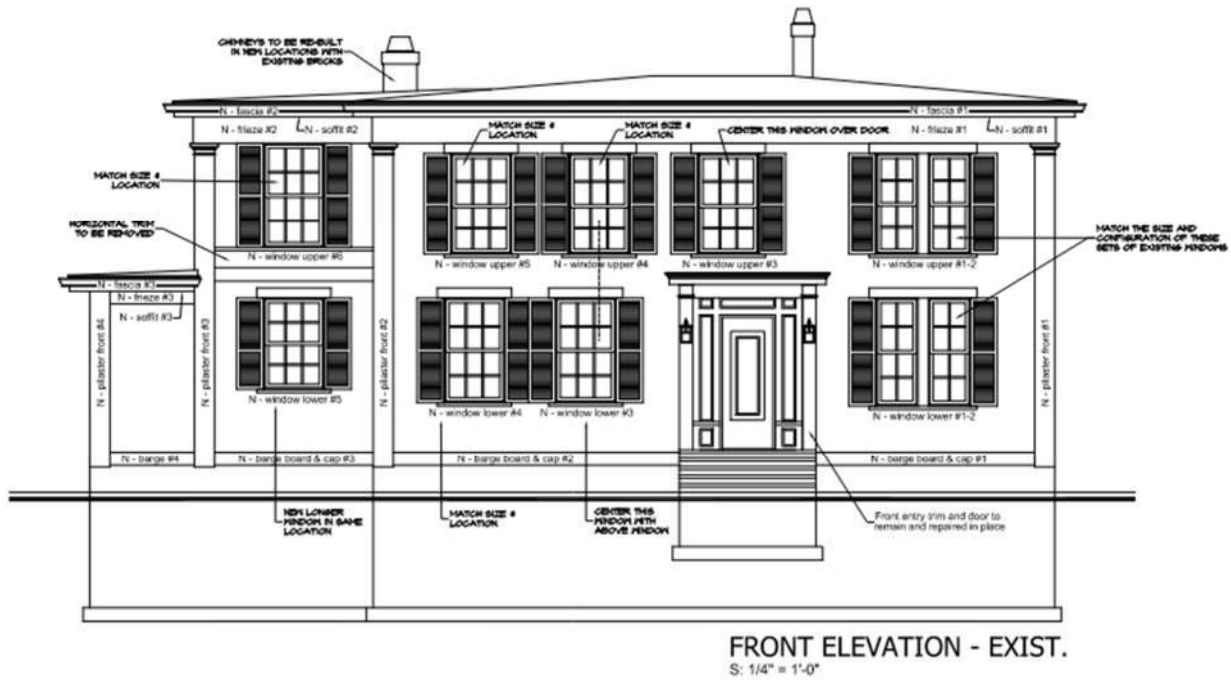 CHIMNEYS TO BE RE-BUILT
IN NEW LOCATIONS WITH
EXISTING BRICKS
N - fascia #2
N - fascia #1
N - frieze #2
N - soffit #2
MATCH SIZE &
LOCATION
MATCH SIZE &
LOCATION
CENTER THIS WINDOW OVER DOOR
N - frieze #1
N - soffit #1
MATCH SIZE &
LOCATION
HORIZONTAL TRIM
TO BE REMOVED
MATCH THE SIZE AND
CONFIGURATION OF THESE
SETS OF EXISTING WINDOWS
N - window upper #6
N - window upper #5
N - window upper #4
N - window upper #3
N - window upper #1-2
N - fascia #3
N - frieze #3
N - soffit #3
N - pilaster front #4
N - pilaster front #3
N - pilaster front #2
N - pilaster front #1
N - window lower #5
N - window lower #4
N - window lower #3
N - window lower #1-2
N - barge #4
N - barge board & cap #3
N - barge board & cap #2
N - barge board & cap #1
NEW LONGER
WINDOW IN SAME
LOCATION
MATCH SIZE &
LOCATION
CENTER THIS
WINDOW WITH
ABOVE WINDOW
Front entry trim and door to
remain and repaired in place
FRONT ELEVATION - EXIST.
S: 1/4" = 1'-0"